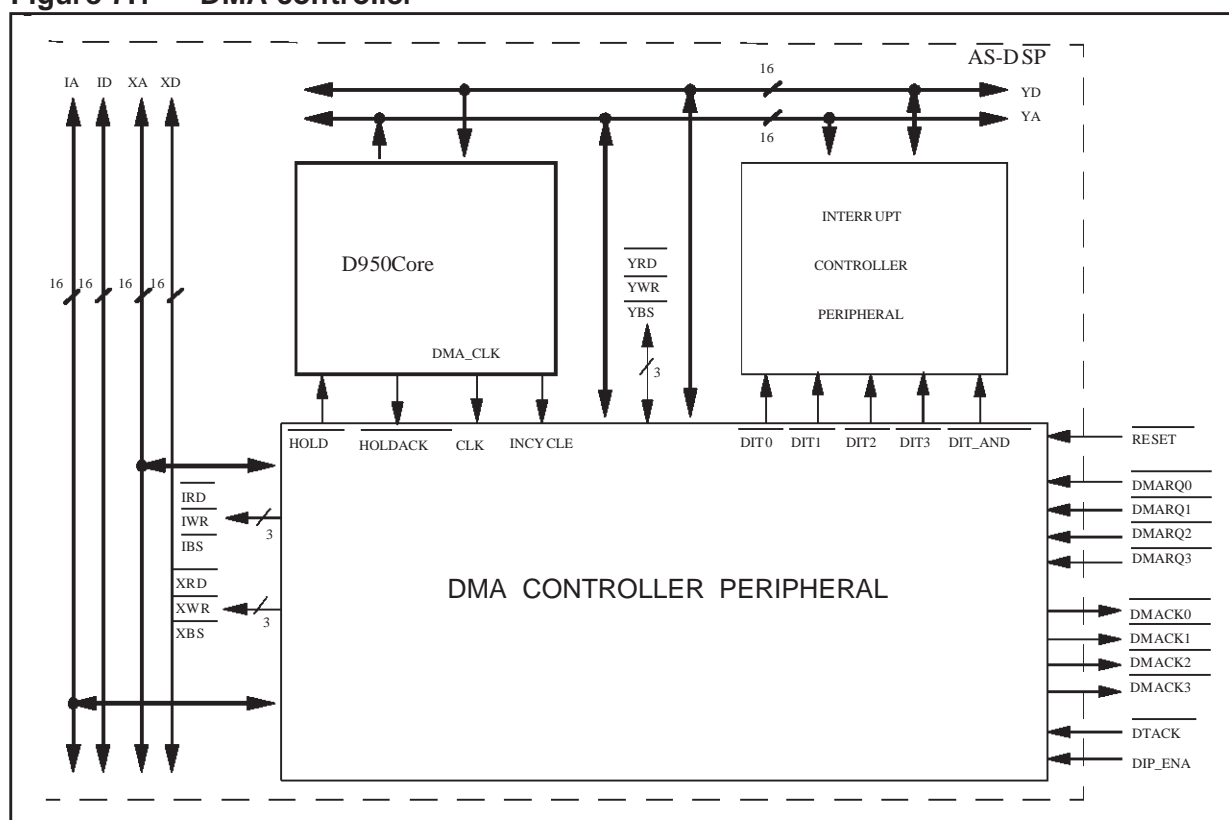 AS-DSP
IA ID XA XD
16
YD
YA
16
INTERRUPT
CONTROLLER
PERIPHERAL
D950Core
YRD
YWR
YBS
16 16 16 16
DMA_CLK
3
HOLD HOLDACK CLK INCYCLE
DIT0 DIT1 DIT2 DIT3 DIT_AND
RESET
IRD
IWR
IBS
3
DMARQ0
DMARQ1
DMARQ2
DMARQ3
XRD
XWR
XBS
3
DMA CONTROLLER PERIPHERAL
DMACK0
DMACK1
DMACK2
DMACK3
DTACK
DIP_ENA